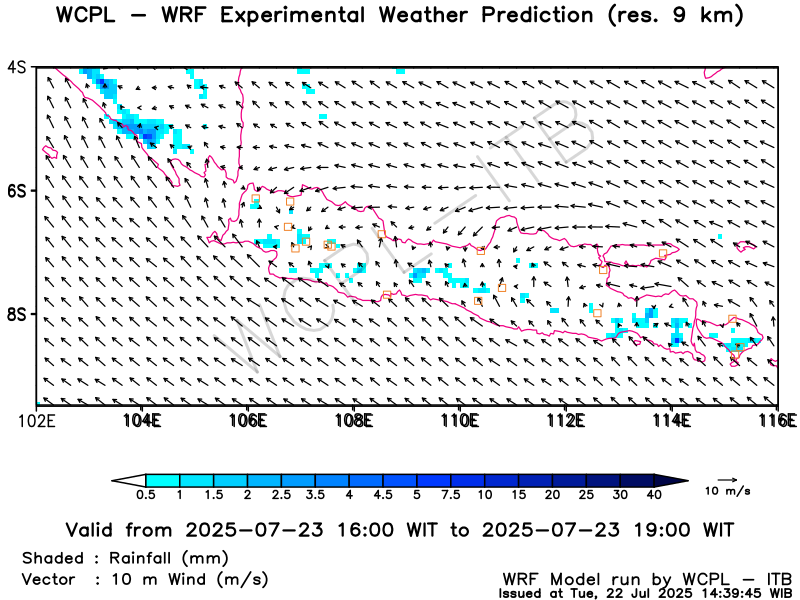 WCPL – WRF Experimental Weather Prediction (res. 9 km)
4S
6S
8S
WCPL–ITB
102E 104E 106E 108E 110E 112E 114E 116E
0.5 1 1.5 2 2.5 3.5 4 4.5 5 7.5 10 15 20 25 30 40
10 m/s
Valid from 2025-07-23 16:00 WIT to 2025-07-23 19:00 WIT
Shaded : Rainfall (mm)
Vector : 10 m Wind (m/s)
WRF Model run by WCPL – ITB
Issued at Tue, 22 Jul 2025 14:39:45 WIB